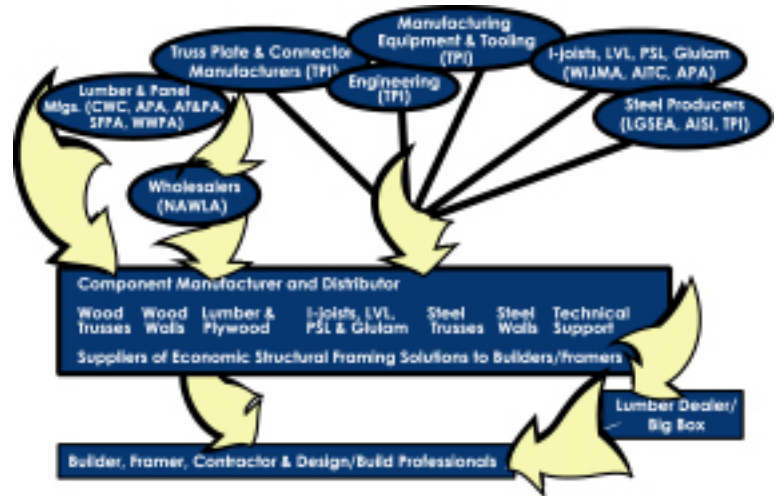 Manufacturing
Equipment & Tooling
(TPI)
Truss Plate & Connector
Manufacturers (TPI)
I-joists, LVL, PSL, Glulam
(WIJMA, AITC, APA)
Engineering
(TPI)
Lumber & Panel
Mfgs. (CWC, APA, AF&PA,
SFPA, WWPA)
Steel Producers
(LGSEA, AISI, TPI)
Wholesalers
(NAWLA)
Component Manufacturer and Distributor
Wood Trusses
Wood Walls
Lumber & Plywood
I-joists, LVL, PSL & Glulam
Steel Trusses
Steel Walls
Technical Support
Suppliers of Economic Structural Framing Solutions to Builders/Framers
Lumber Dealer/
Big Box
Builder, Framer, Contractor & Design/Build Professionals